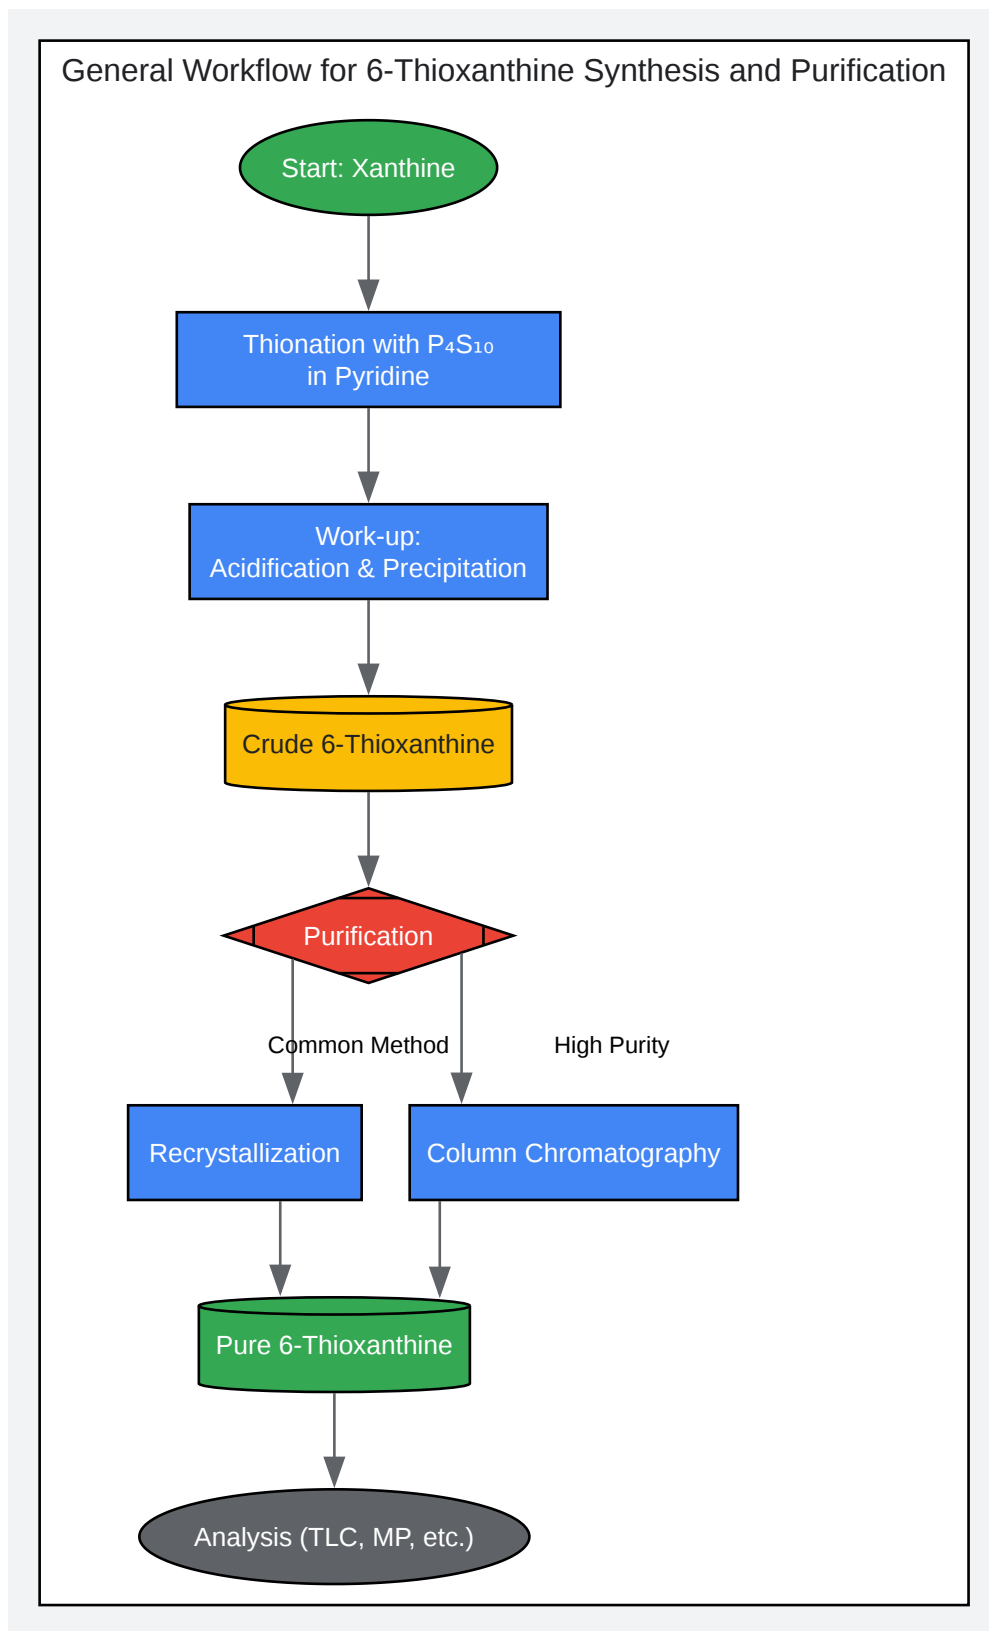 General Workflow for 6-Thioxanthine Synthesis and Purification
Start: Xanthine
Thionation with P₄S₁₀
in Pyridine
Work-up:
Acidification & Precipitation
Crude 6-Thioxanthine
Purification
Common Method
High Purity
Recrystallization
Column Chromatography
Pure 6-Thioxanthine
Analysis (TLC, MP, etc.)